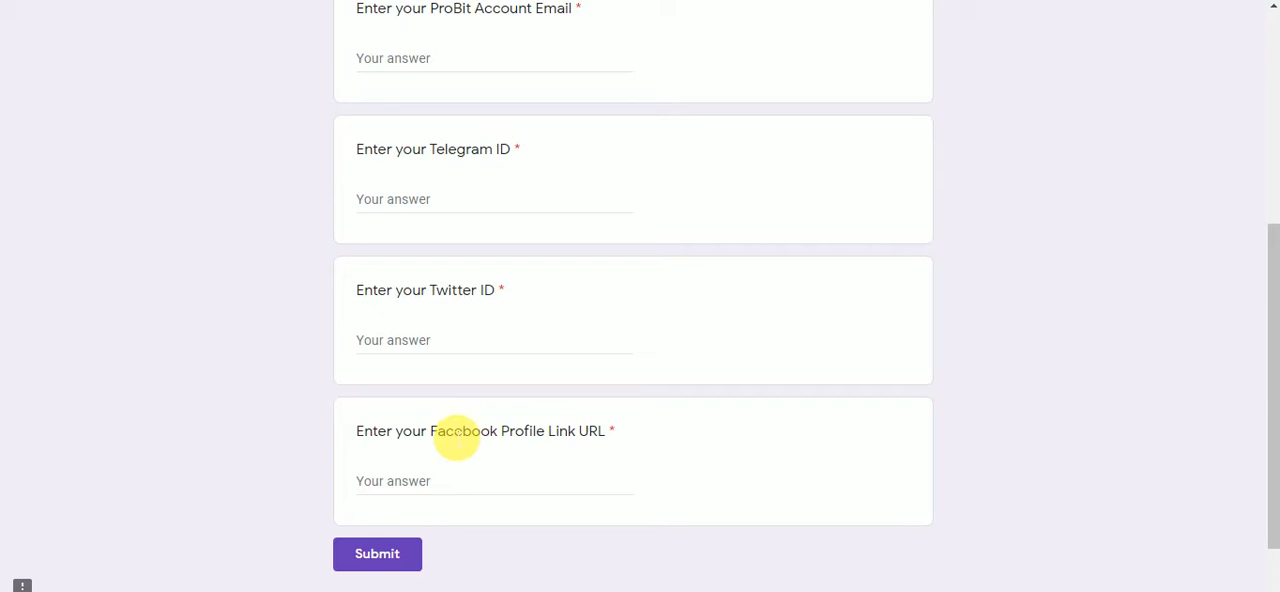 Enter your ProBit Account Email *
Your answer
Enter your Telegram ID *
Your answer
Enter your Twitter ID *
Your answer
Enter your Facebook Profile Link URL *
Your answer
Submit
!